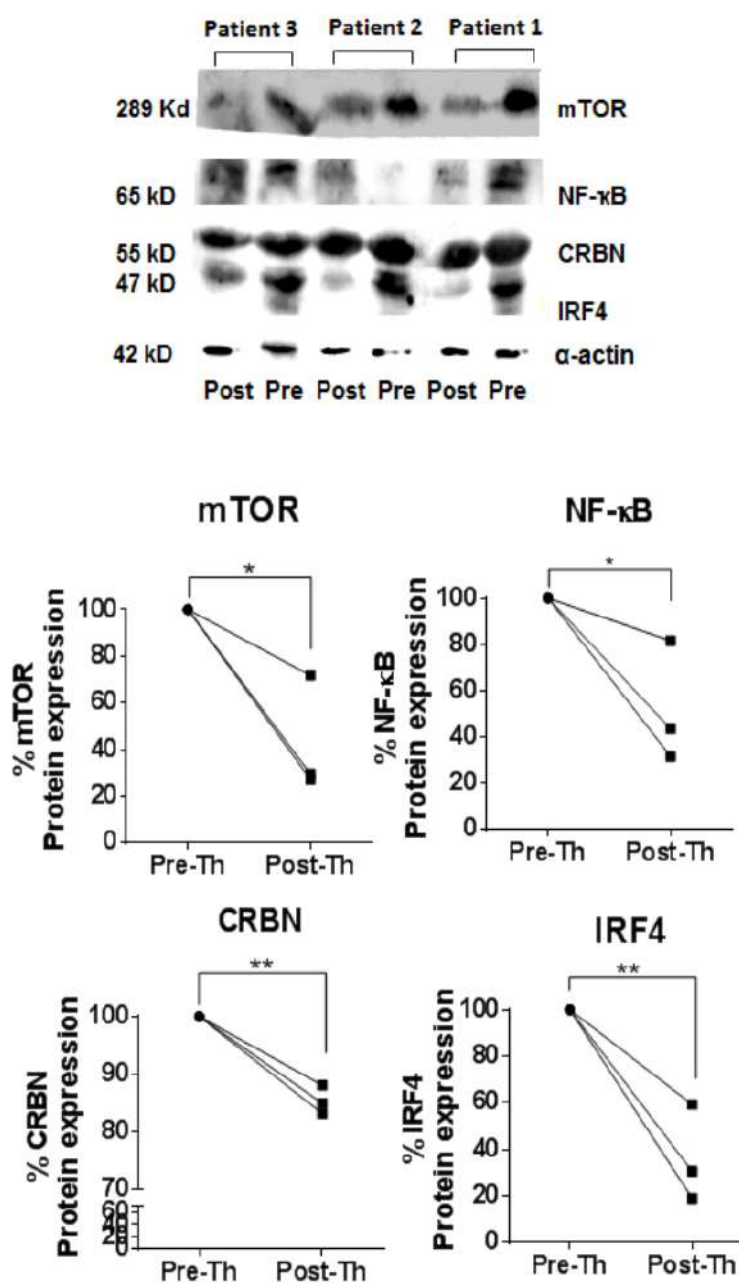 Patient 3 Patient 2 Patient 1
289 Kd mTOR
65 kD NF-κB
55 kD CRBN
47 kD IRF4
42 kD α-actin
Post Pre Post Pre Post Pre
mTOR
*
% mTOR
Protein expression
100
80
60
40
20
0
Pre-Th Post-Th
NF-κB
*
% NF-κB
Protein expression
100
80
60
40
20
0
Pre-Th Post-Th
CRBN
**
% CRBN
Protein expression
100
90
80
70
60
40
20
0
Pre-Th Post-Th
IRF4
**
% IRF4
Protein expression
100
80
60
40
20
0
Pre-Th Post-Th